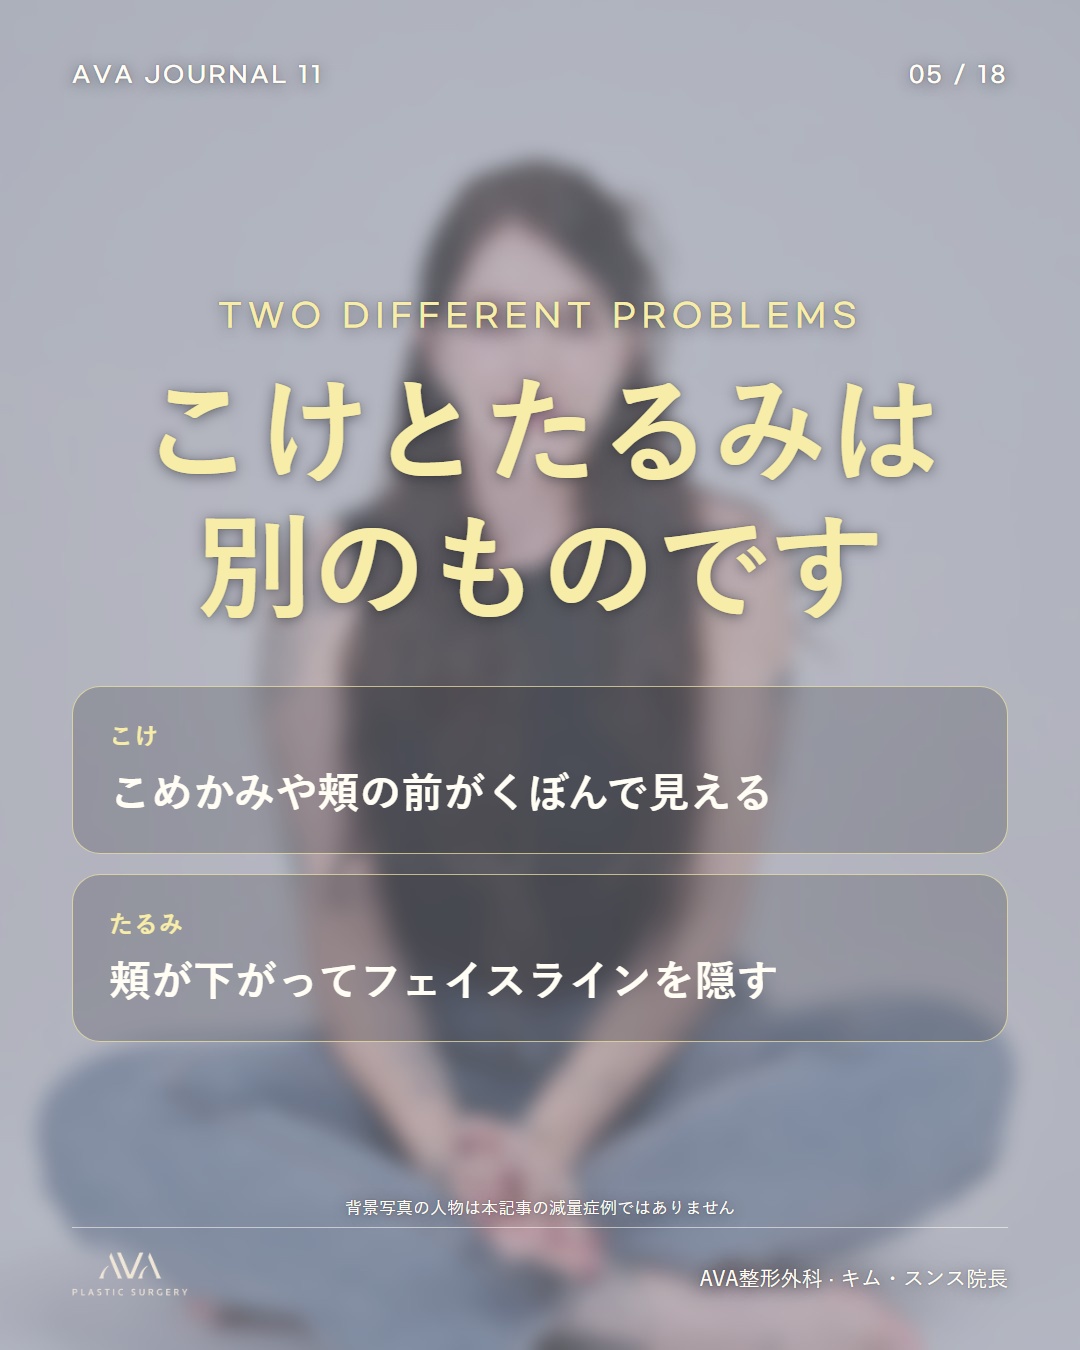 AVA JOURNAL 11
05 / 18
TWO DIFFERENT PROBLEMS
こけとたるみは
別のものです
こけ
こめかみや頬の前がくぼんで見える
たるみ
頬が下がってフェイスラインを隠す
背景写真の人物は本記事の減量症例ではありません
AVA
PLASTIC SURGERY
AVA整形外科 · キム・スンス院長